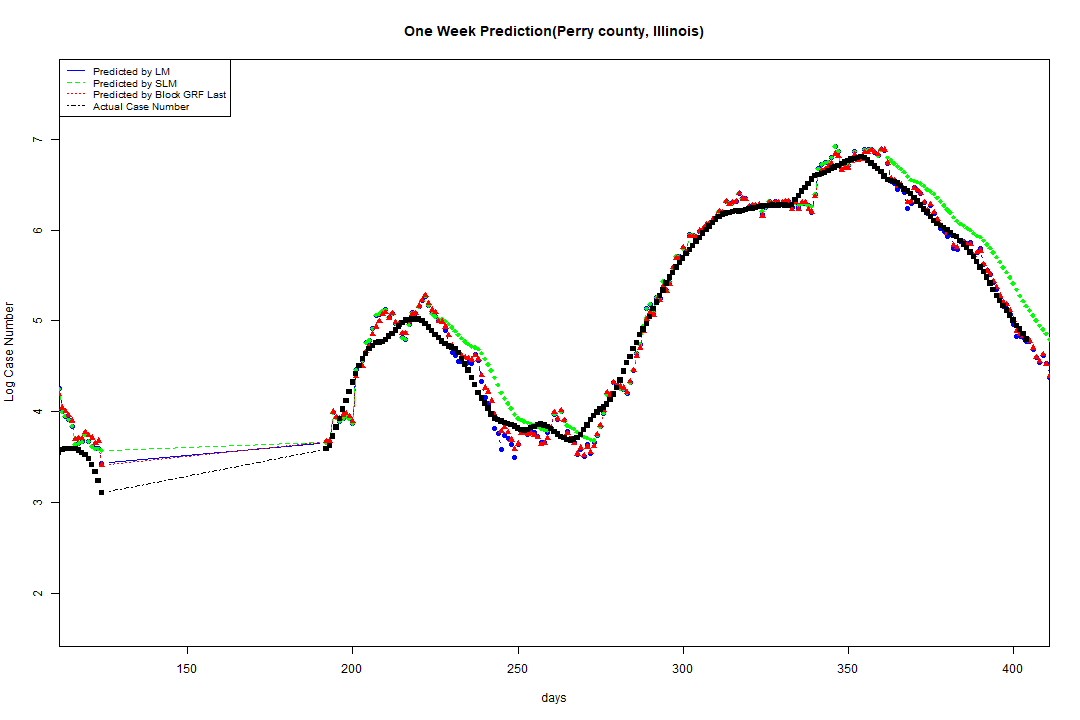 One Week Prediction(Perry county, Illinois)
Predicted by LM
Predicted by SLM
Predicted by Block GRF Last
Actual Case Number
7
6
5
4
3
2
Log Case Number
150 200 250 300 350 400
days